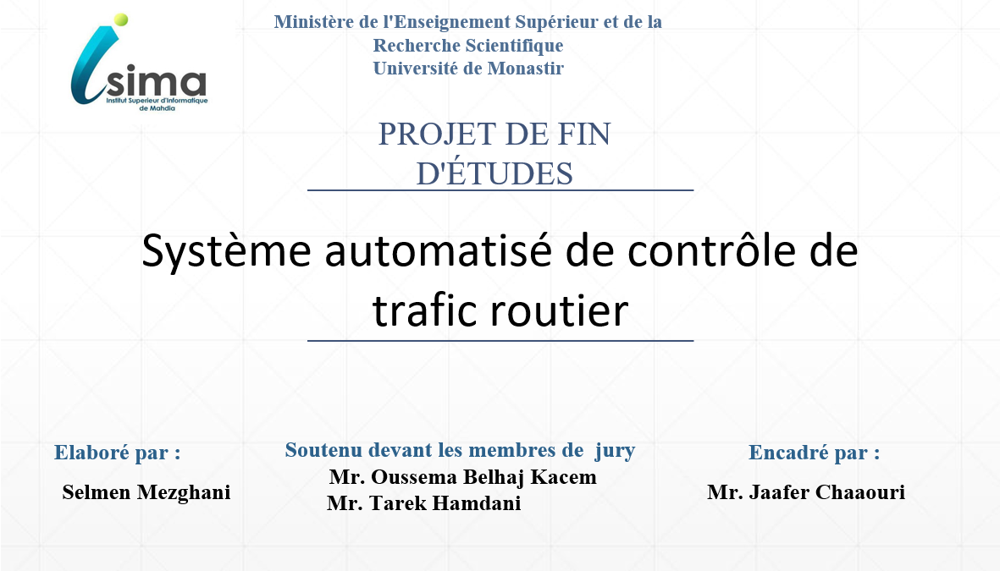 isima
Institut Superieur d'Informatique
de Mahdia
Ministère de l'Enseignement Supérieur et de la
Recherche Scientifique
Université de Monastir
PROJET DE FIN
D'ÉTUDES
Système automatisé de contrôle de
trafic routier
Elaboré par :
Selmen Mezghani
Soutenu devant les membres de jury
Mr. Oussema Belhaj Kacem
Mr. Tarek Hamdani
Encadré par :
Mr. Jaafer Chaaouri